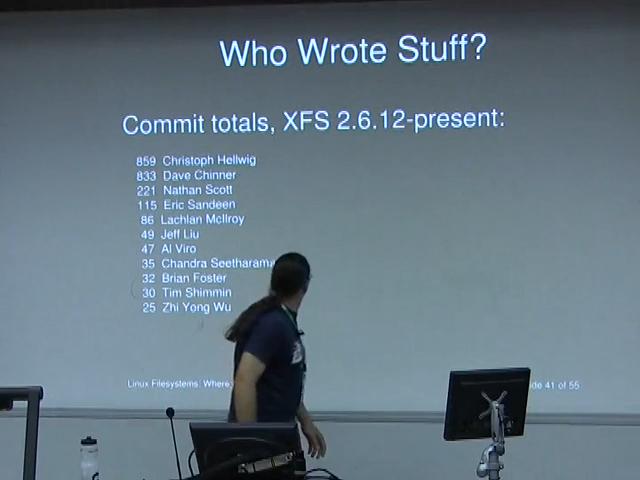 Who Wrote Stuff?
Commit totals, XFS 2.6.12-present:
859 Christoph Hellwig
833 Dave Chinner
221 Nathan Scott
115 Eric Sandeen
86 Lachlan McIlroy
49 Jeff Liu
47 Al Viro
35 Chandra Seetharama
32 Brian Foster
30 Tim Shimmin
25 Zhi Yong Wu
Linux Filesystems: Where de 41 of 55